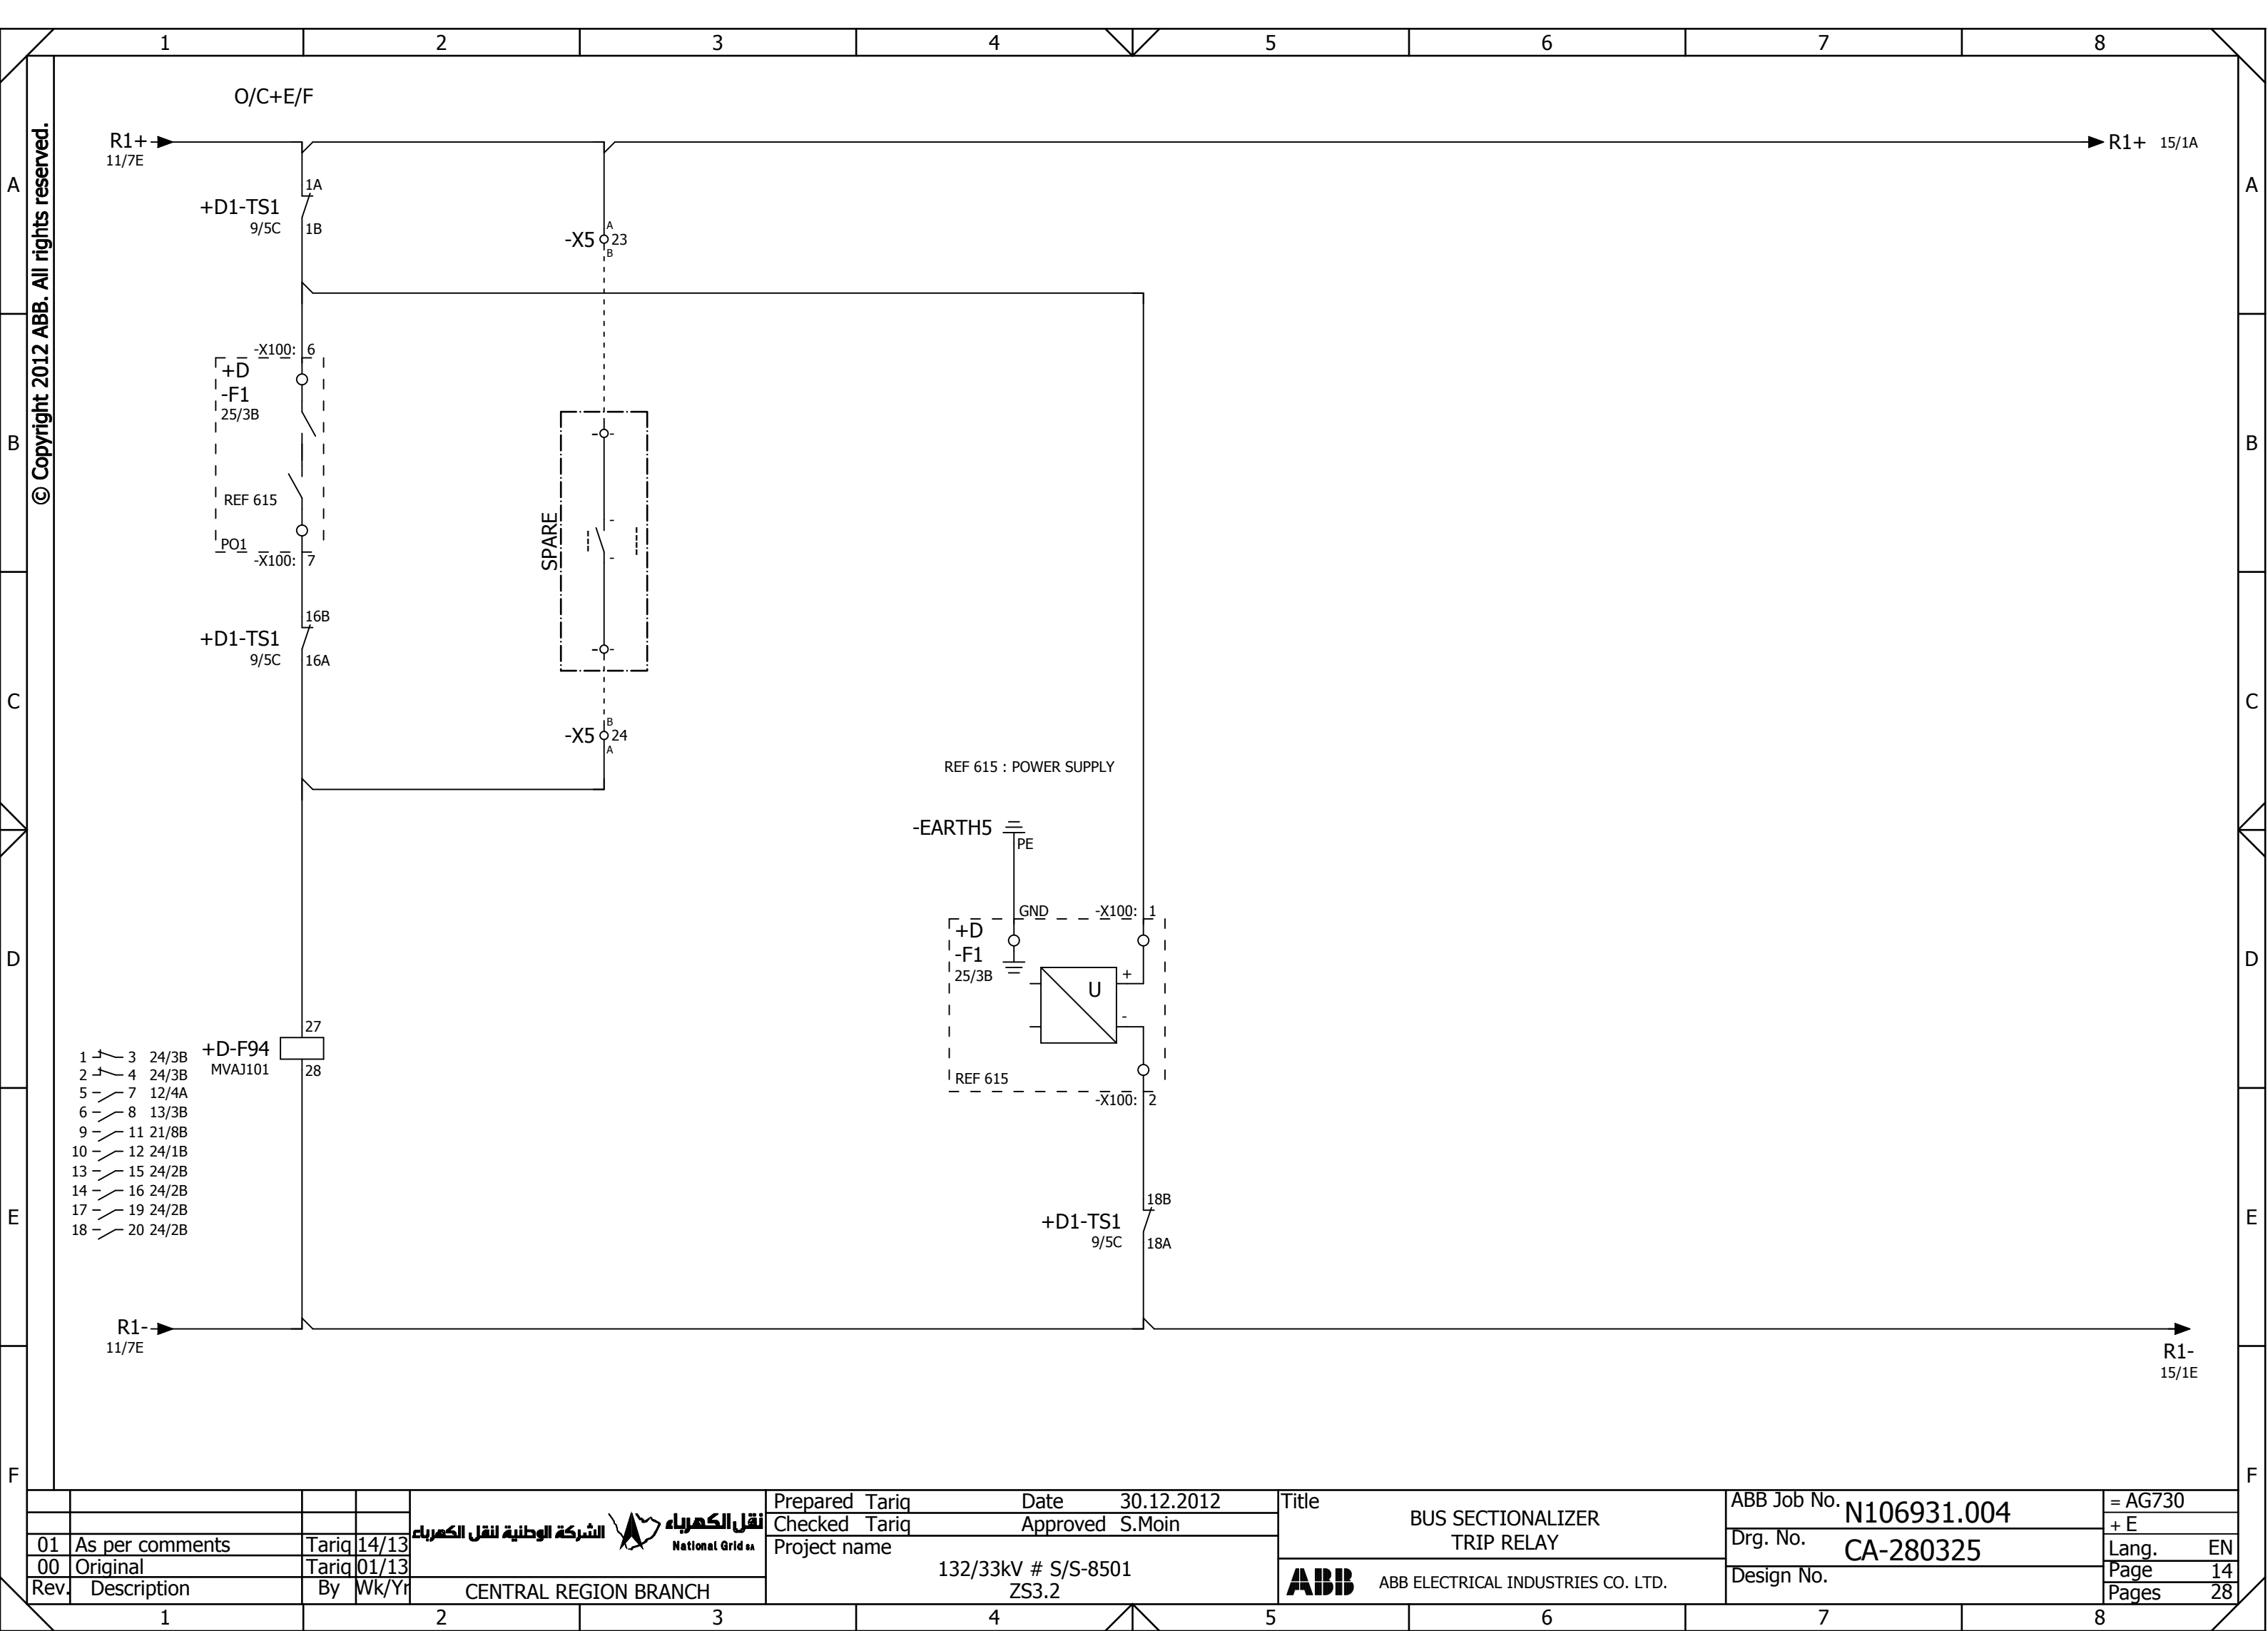 1 2 3 4 5 6 7 8
© Copyright 2012 ABB. All rights reserved.
A
B
C
D
E
F
A
B
C
D
E
F
O/C+E/F
R1+
11/7E
R1+ 15/1A
+D1-TS1
9/5C
1A
1B
-X5
A
23
B
-X100: 6
+D
-F1
25/3B
REF 615
PO1
-X100: 7
SPARE
+D1-TS1
9/5C
16B
16A
-X5
B
24
A
REF 615 : POWER SUPPLY
-EARTH5
PE
GND
-X100: 1
+D
-F1
25/3B
U
+
-
REF 615
-X100: 2
+D-F94
MVAJ101
27
28
1 3 24/3B
2 4 24/3B
5 7 12/4A
6 8 13/3B
9 11 21/8B
10 12 24/1B
13 15 24/2B
14 16 24/2B
17 19 24/2B
18 20 24/2B
+D1-TS1
9/5C
18B
18A
R1-
11/7E
R1-
15/1E
01 As per comments Tariq 14/13
00 Original Tariq 01/13
Rev. Description By Wk/Yr
الشركة الوطنية لنقل الكهرباء
نقل الكهرباء
National Grid SA
CENTRAL REGION BRANCH
Prepared Tariq Date 30.12.2012
Checked Tariq Approved S.Moin
Project name
132/33kV # S/S-8501
ZS3.2
Title
BUS SECTIONALIZER
TRIP RELAY
ABB ABB ELECTRICAL INDUSTRIES CO. LTD.
ABB Job No. N106931.004
Drg. No. CA-280325
Design No.
= AG730
+ E
Lang. EN
Page 14
Pages 28
1 2 3 4 5 6 7 8